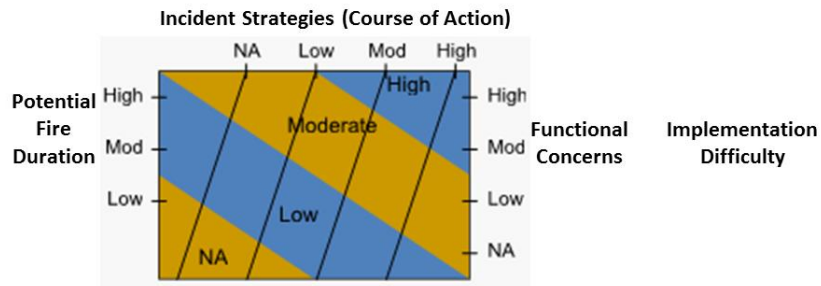 Incident Strategies (Course of Action)
NA Low Mod High
Potential
Fire
Duration
High
Mod
Low
High
Moderate
Low
NA
High
Mod
Low
NA
Functional
Concerns
Implementation
Difficulty